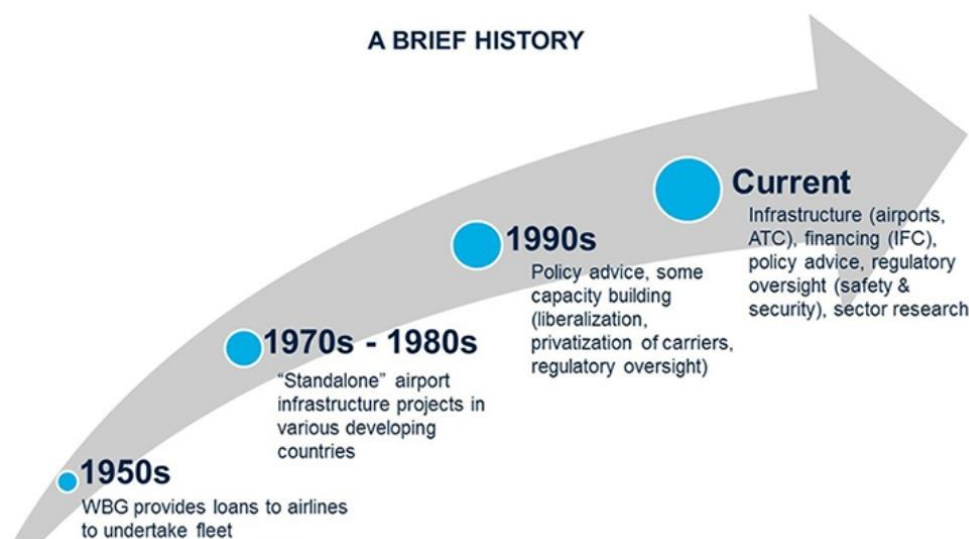 A BRIEF HISTORY
Current
Infrastructure (airports,
ATC), financing (IFC),
policy advice, regulatory
oversight (safety &
security), sector research
1990s
Policy advice, some
capacity building
(liberalization,
privatization of carriers,
regulatory oversight)
1970s - 1980s
“Standalone” airport
infrastructure projects in
various developing
countries
1950s
WBG provides loans to airlines
to undertake fleet